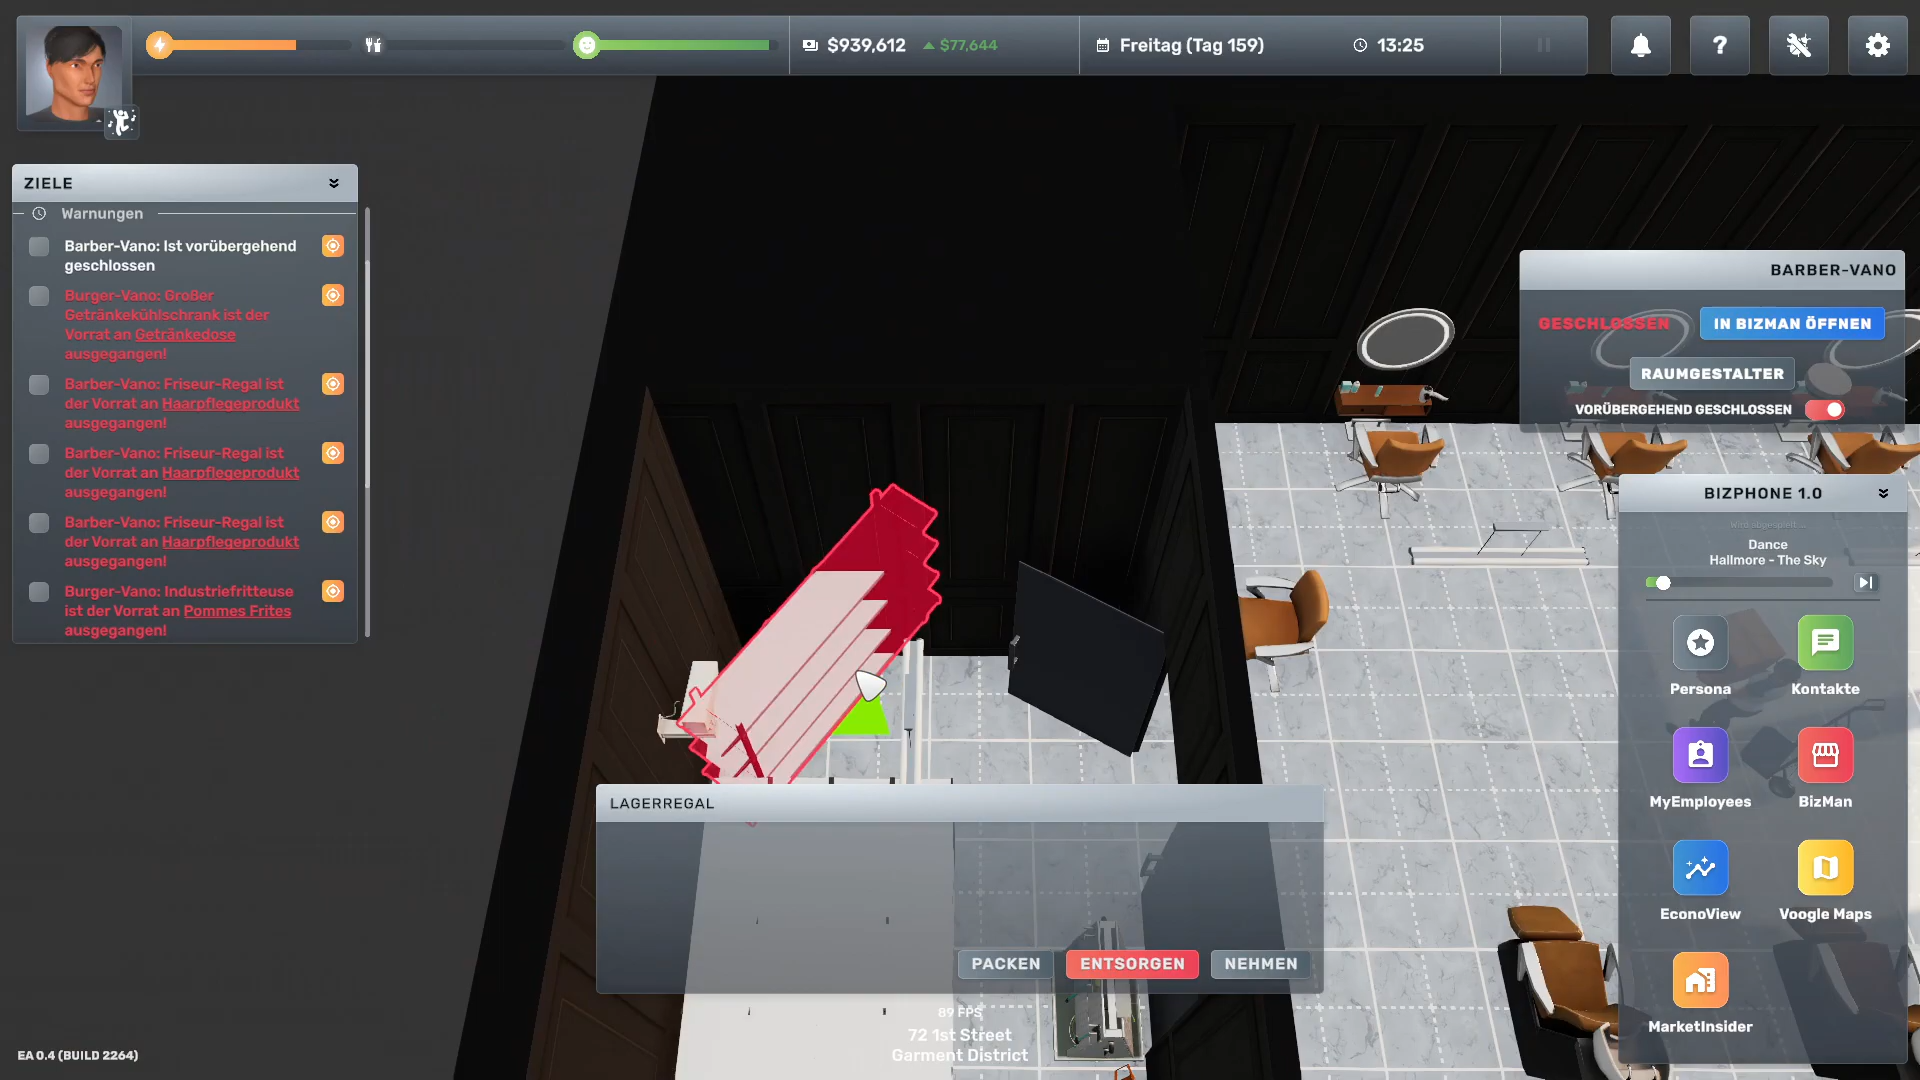 $939,612
$77,644
Freitag (Tag 159)
13:25
ZIELE
Warnungen
Barber-Vano: Ist vorübergehend
geschlossen
Burger-Vano: Großer
Getränkekühlschrank ist der
Vorrat an Getränkedose
ausgegangen!
Barber-Vano: Friseur-Regal ist
der Vorrat an Haarpflegeprodukt
ausgegangen!
Barber-Vano: Friseur-Regal ist
der Vorrat an Haarpflegeprodukt
ausgegangen!
Barber-Vano: Friseur-Regal ist
der Vorrat an Haarpflegeprodukt
ausgegangen!
Burger-Vano: Industriefritteuse
ist der Vorrat an Pommes Frites
ausgegangen!
BARBER-VANO
GESCHLOSSEN
IN BIZMAN ÖFFNEN
RAUMGESTALTER
VORÜBERGEHEND GESCHLOSSEN
BIZPHONE 1.0
Wird abgespielt ...
Dance
Hallmore - The Sky
Persona
Kontakte
MyEmployees
BizMan
EconoView
Voogle Maps
MarketInsider
LAGERREGAL
PACKEN
ENTSORGEN
NEHMEN
89 FPS
72 1st Street
Garment District
EA 0.4 (BUILD 2264)